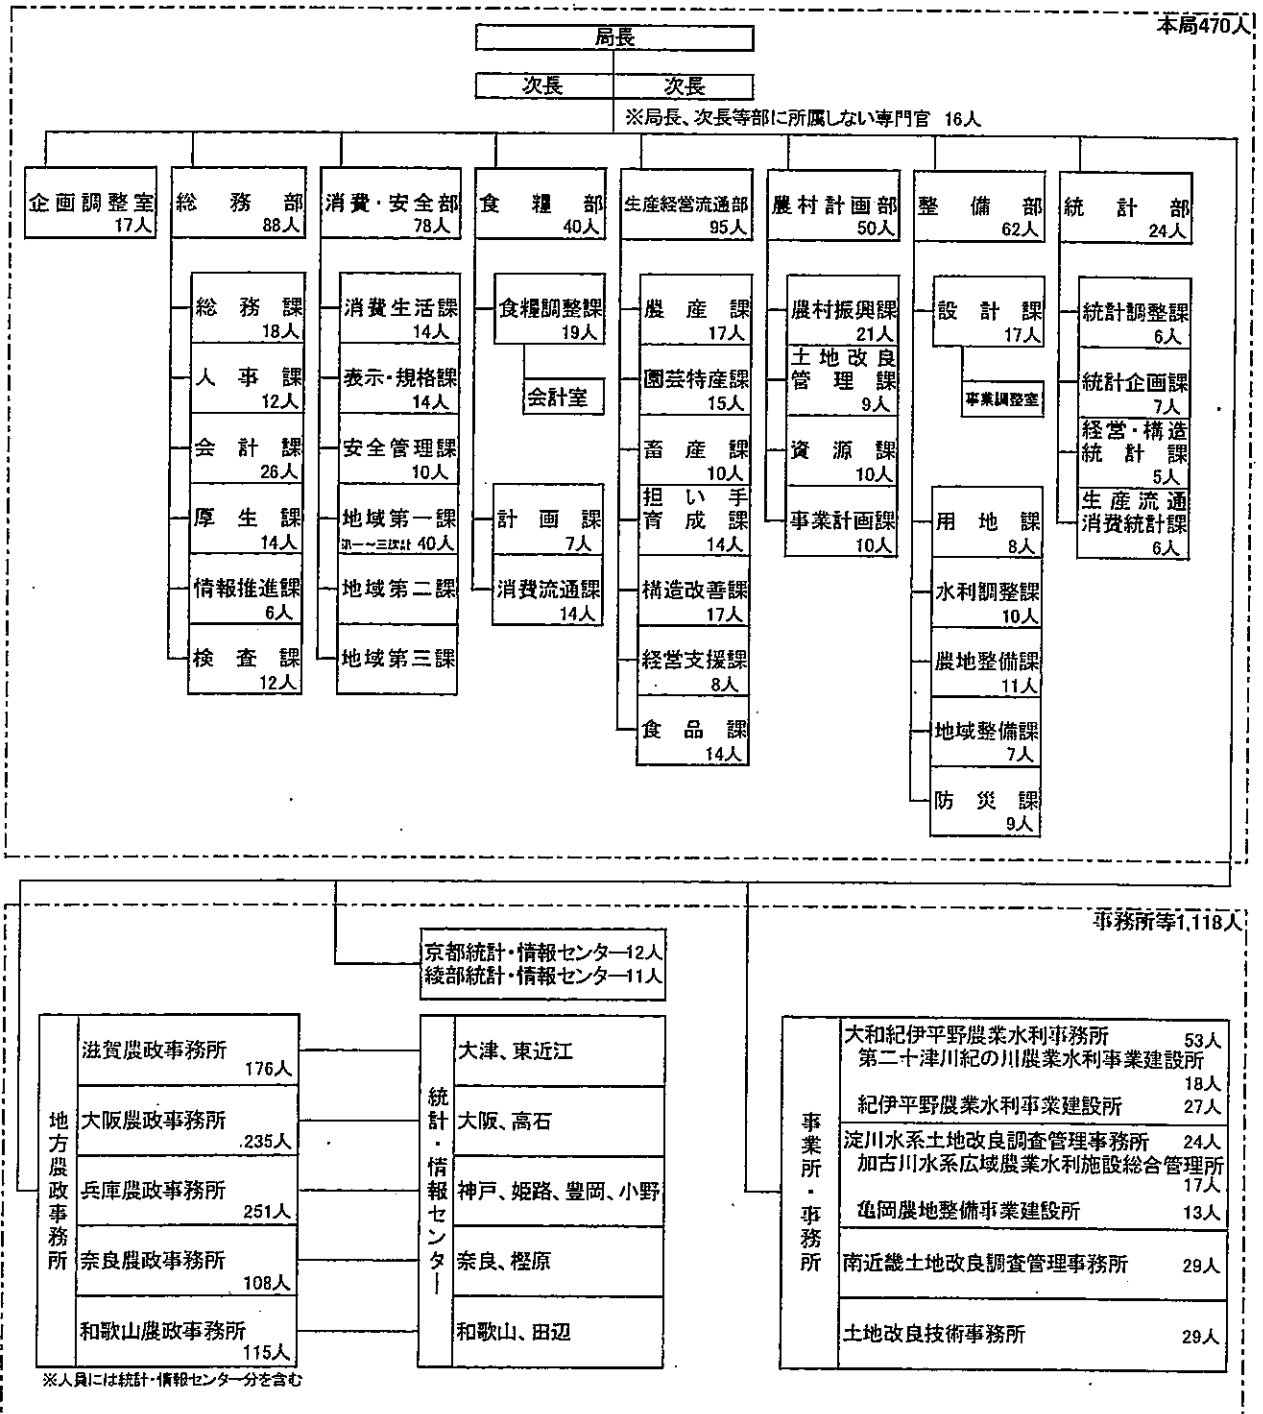 本局470人
局長
次長 次長
※局長、次長等部に所属しない専門官 16人
企画調整室
17人
総務部
88人
消費・安全部
78人
食糧部
40人
生産経営流通部
95人
農村計画部
50人
整備部
62人
統計部
24人
総務課
18人
人事課
12人
会計課
26人
厚生課
14人
情報推進課
6人
検査課
12人
消費生活課
14人
表示・規格課
14人
安全管理課
10人
地域第一課
第一～三課計 40人
地域第二課
地域第三課
食糧調整課
19人
会計室
計画課
7人
消費流通課
14人
農産課
17人
園芸特産課
15人
畜産課
10人
担い手
育成課
14人
構造改善課
17人
経営支援課
8人
食品課
14人
農村振興課
21人
土地改良
管理課
9人
資源課
10人
事業計画課
10人
設計課
17人
事業調整室
用地課
8人
水利調整課
10人
農地整備課
11人
地域整備課
7人
防災課
9人
統計調整課
6人
統計企画課
7人
経営・構造
統計課
5人
生産流通
消費統計課
6人
事務所等1,118人
京都統計・情報センター12人
綾部統計・情報センター11人
地方農政事務所
滋賀農政事務所
176人
大阪農政事務所
235人
兵庫農政事務所
251人
奈良農政事務所
108人
和歌山農政事務所
115人
※人員には統計・情報センター分を含む
統計・情報センター
大津、東近江
大阪、高石
神戸、姫路、豊岡、小野
奈良、樫原
和歌山、田辺
事業所・事務所
大和紀伊平野農業水利事務所 53人
第二十津川紀の川農業水利事業建設所
18人
紀伊平野農業水利事業建設所 27人
淀川水系土地改良調査管理事務所 24人
加古川水系広域農業水利施設総合管理所
17人
亀岡農地整備事業建設所 13人
南近畿土地改良調査管理事務所 29人
土地改良技術事務所 29人